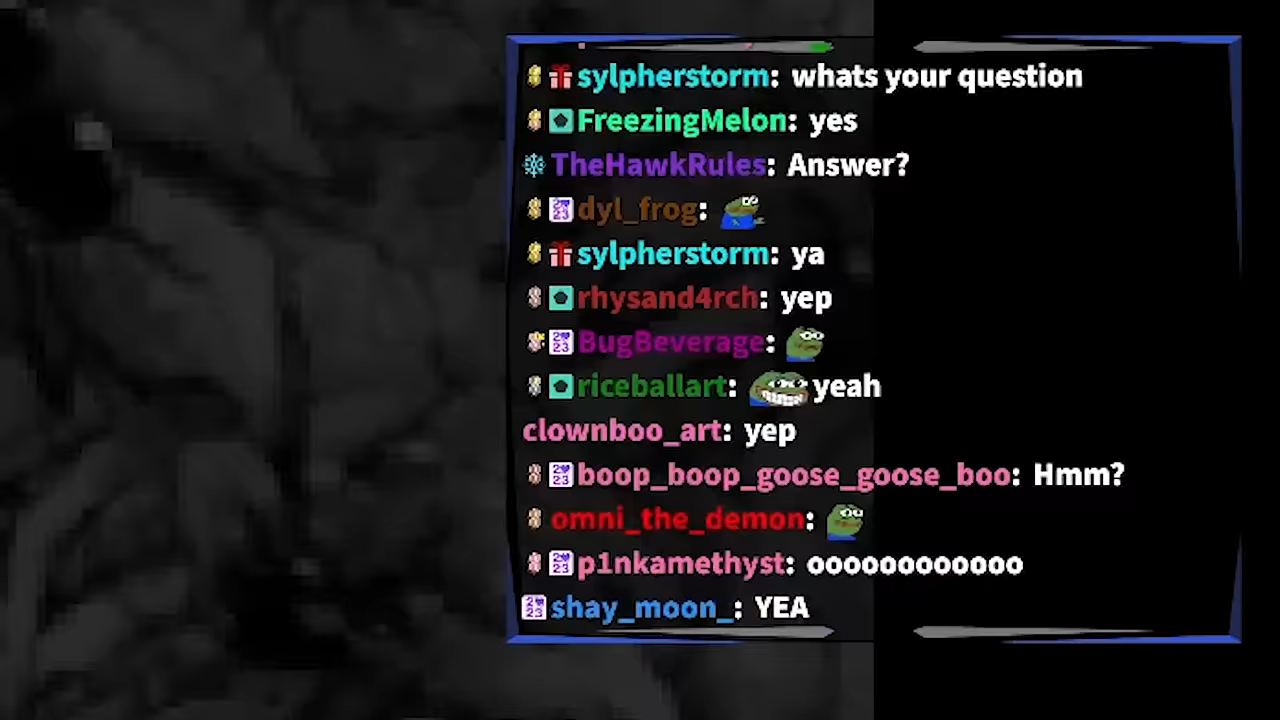 sylpherstorm: whats your question
FreezingMelon: yes
TheHawkRules: Answer?
dyl_frog:
sylpherstorm: ya
rhysand4rch: yep
BugBeverage:
riceballart: yeah
clownboo_art: yep
boop_boop_goose_goose_boo: Hmm?
omni_the_demon:
p1nkamethyst: oooooooooooo
shay_moon_: YEA